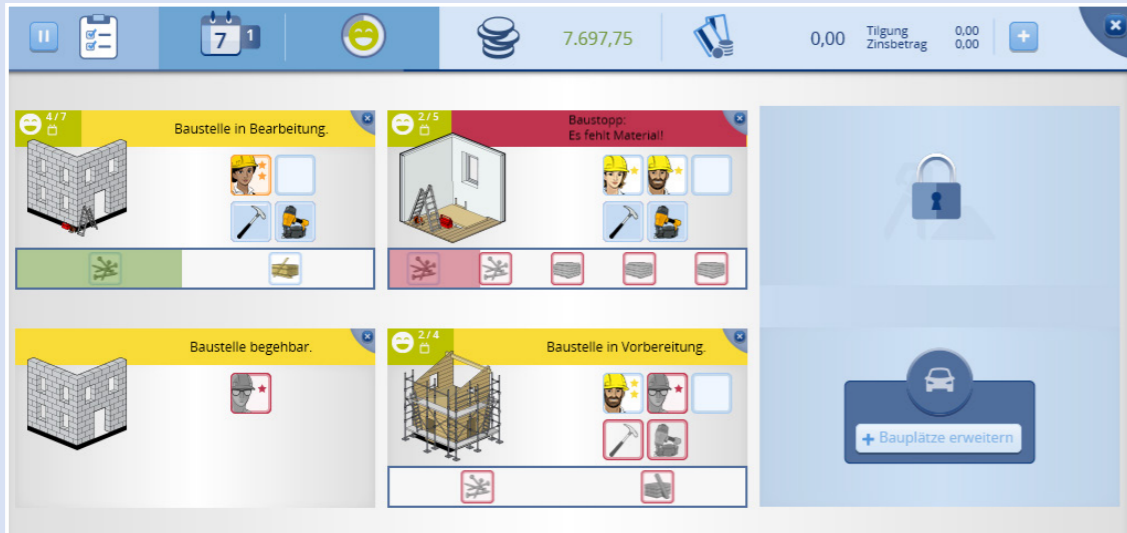 7
1
7.697,75
0,00
Tilgung 0,00
Zinsbetrag 0,00
4/7
Baustelle in Bearbeitung.
2/5
Baustopp:
Es fehlt Material!
Baustelle begehbar.
2/4
Baustelle in Vorbereitung.
+ Bauplätze erweitern